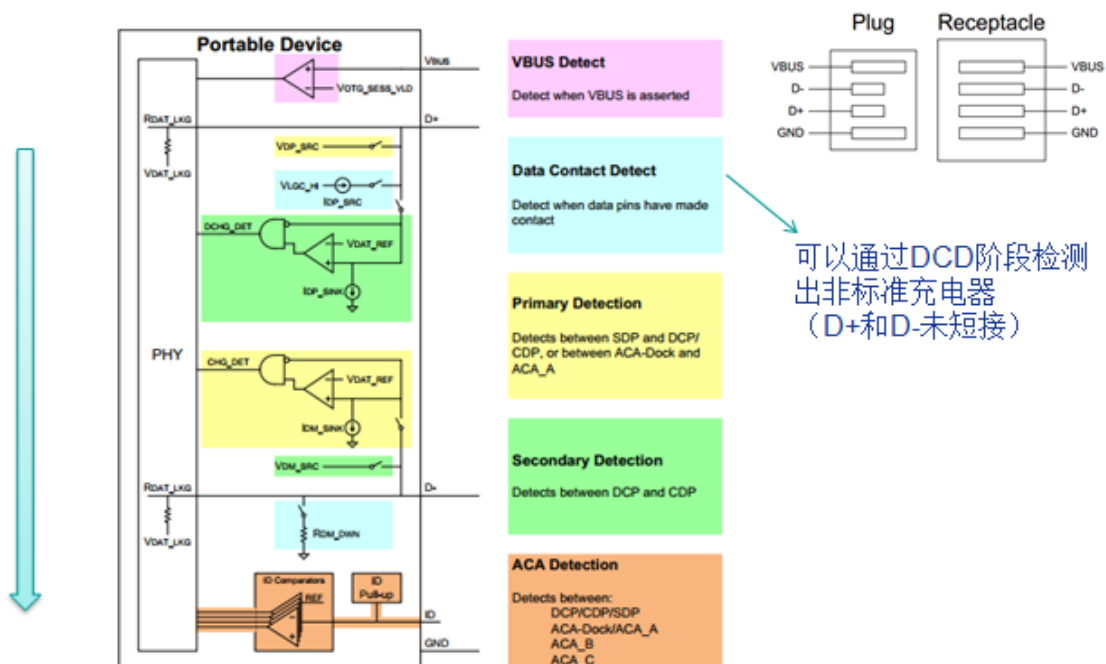 Portable Device
VBUS
VOTG_SESS_VLD
RDAT_LKG
D+
VDAT_LKG
VDP_SRC
VLGC_HI
IDP_SRC
DCHG_DET
VDAT_REF
IDP_SINK
PHY
CHG_DET
VDAT_REF
IDM_SINK
VDM_SRC
RDAT_LKG
D-
VDAT_LKG
RDM_DWN
ID Comparators
REF
ID
Pull-up
ID
GND
VBUS Detect
Detect when VBUS is asserted
Data Contact Detect
Detect when data pins have made
contact
Primary Detection
Detects between SDP and DCP/
CDP, or between ACA-Dock and
ACA_A
Secondary Detection
Detects between DCP and CDP
ACA Detection
Detects between:
DCP/CDP/SDP
ACA-Dock/ACA_A
ACA_B
ACA_C
Plug
Receptacle
VBUS
D-
D+
GND
VBUS
D-
D+
GND
可以通过DCD阶段检测
出非标准充电器
（D+和D-未短接）